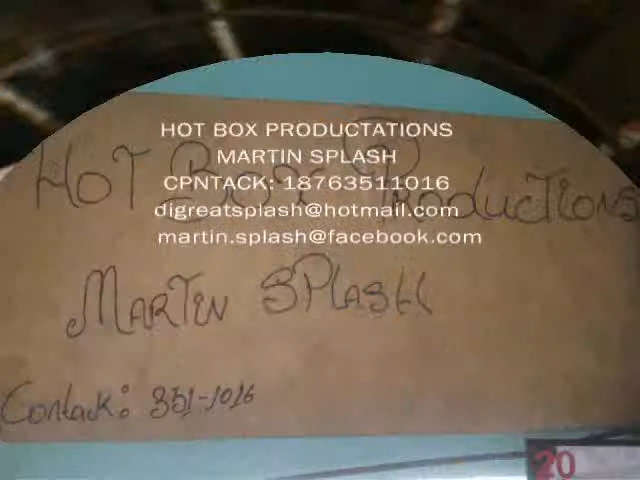 HOT BOX PRODUCTATIONS
MARTIN SPLASH
CPNTACK: 18763511016
digreatsplash@hotmail.com
martin.splash@facebook.com
HOT BOX PRODUCTIONS
MARTIN SPLASH
Contack: 351-1016
20